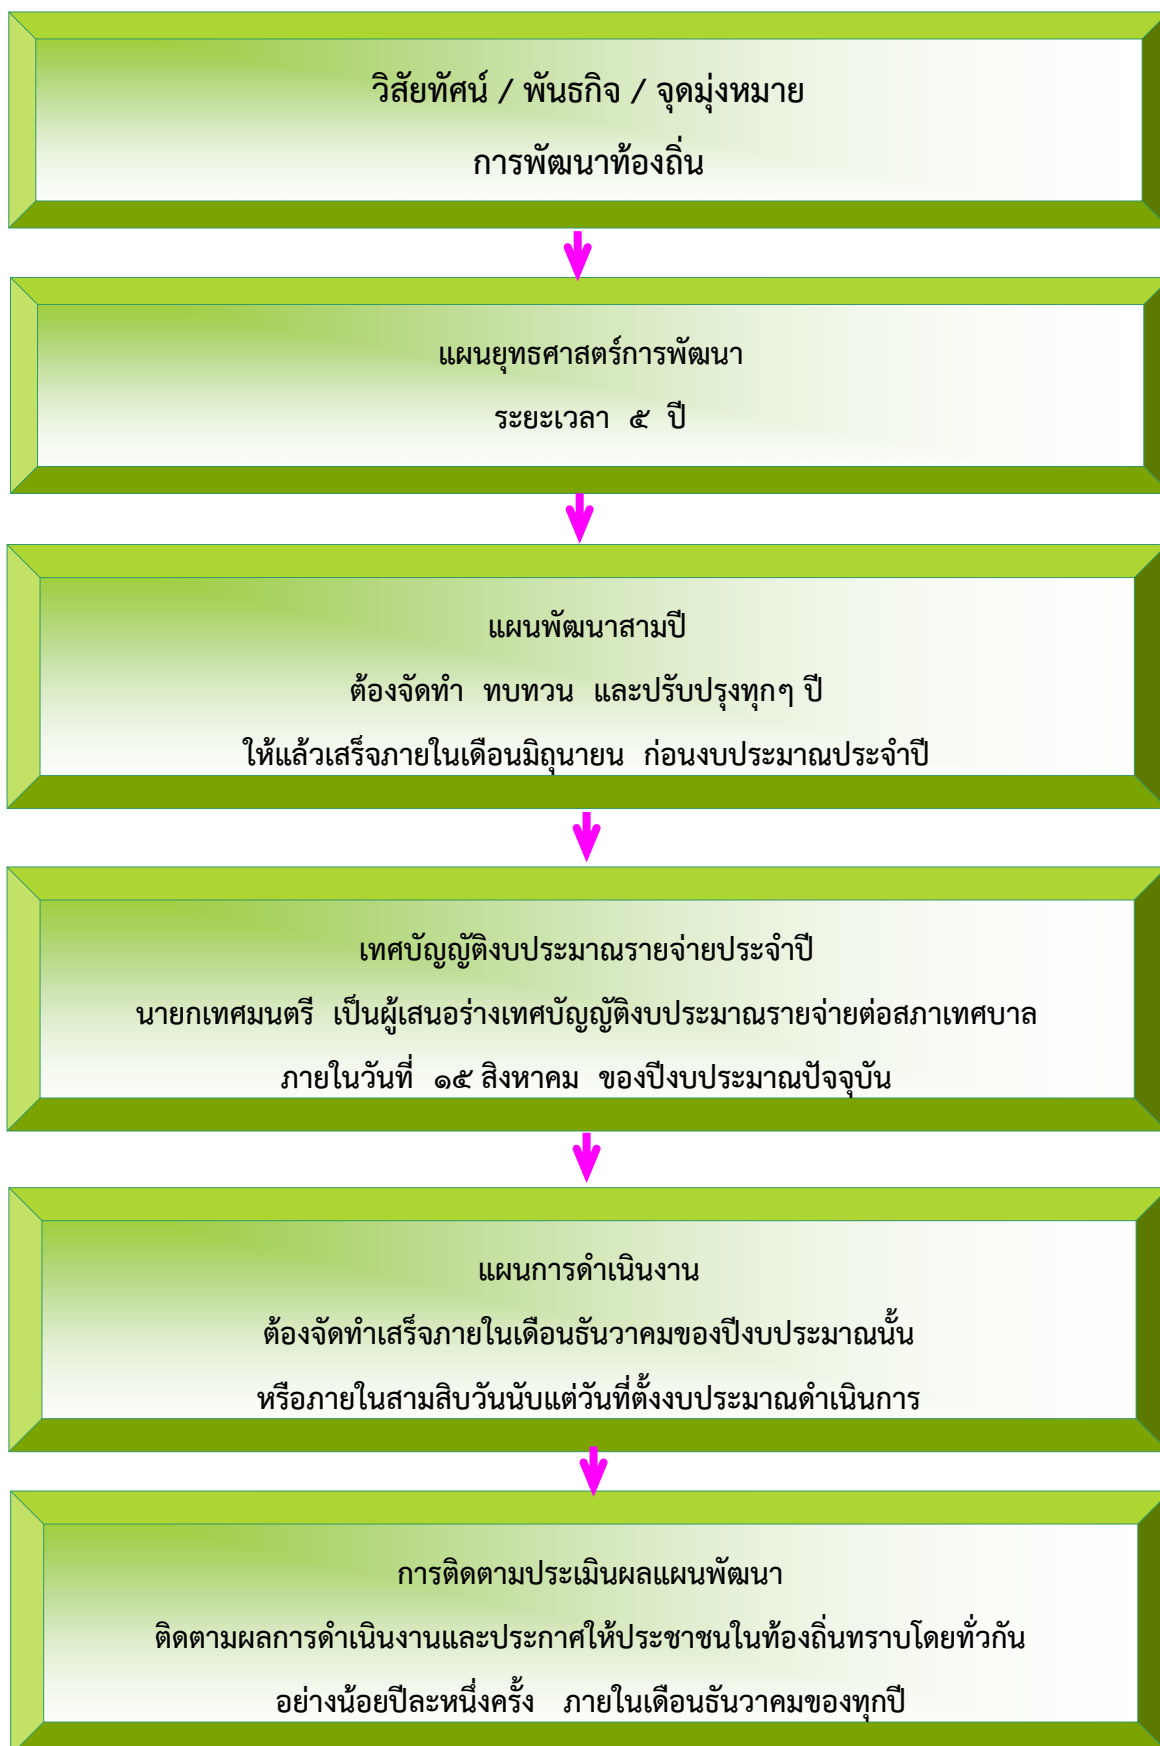 วิสัยทัศน์ / พันธกิจ / จุดมุ่งหมาย
การพัฒนาท้องถิ่น
แผนยุทธศาสตร์การพัฒนา
ระยะเวลา ๕ ปี
แผนพัฒนาสามปี
ต้องจัดทำ ทบทวน และปรับปรุงทุกๆ ปี
ให้แล้วเสร็จภายในเดือนมิถุนายน ก่อนงบประมาณประจำปี
เทศบัญญัติงบประมาณรายจ่ายประจำปี
นายกเทศมนตรี เป็นผู้เสนอร่างเทศบัญญัติงบประมาณรายจ่ายต่อสภาเทศบาล
ภายในวันที่ ๑๕ สิงหาคม ของปีงบประมาณปัจจุบัน
แผนการดำเนินงาน
ต้องจัดทำเสร็จภายในเดือนธันวาคมของปีงบประมาณนั้น
หรือภายในสามสิบวันนับแต่วันที่ตั้งงบประมาณดำเนินการ
การติดตามประเมินผลแผนพัฒนา
ติดตามผลการดำเนินงานและประกาศให้ประชาชนในท้องถิ่นทราบโดยทั่วกัน
อย่างน้อยปีละหนึ่งครั้ง ภายในเดือนธันวาคมของทุกปี